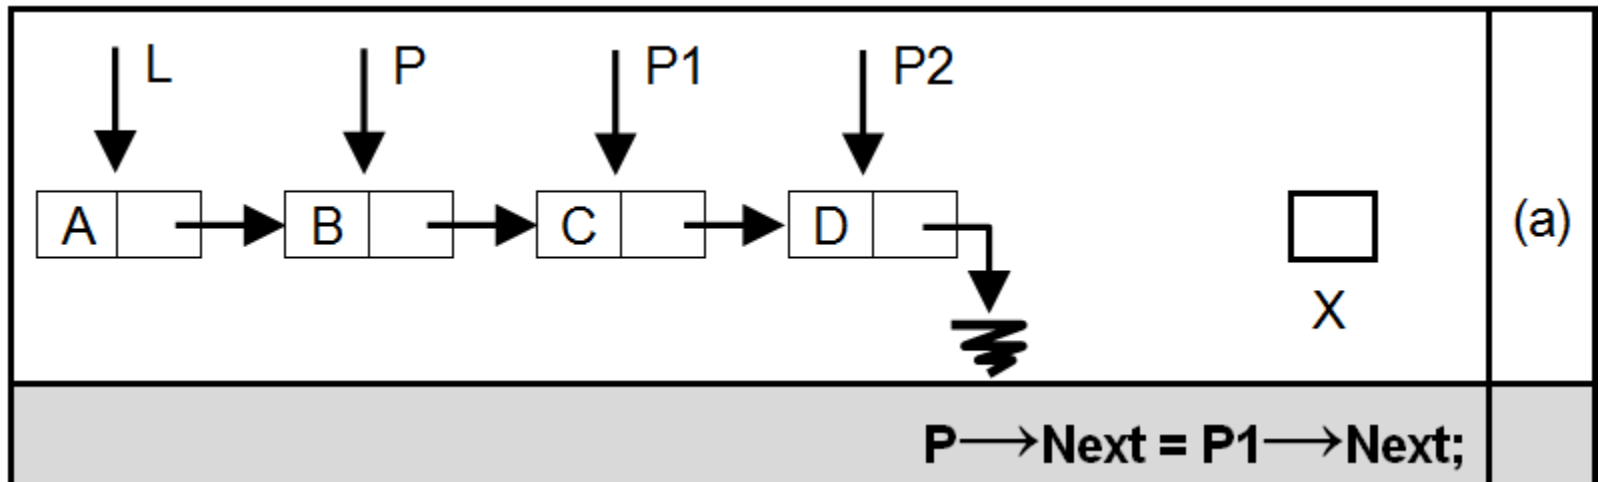 L P P1 P2
A B C D (a)
X
P→Next = P1→Next;